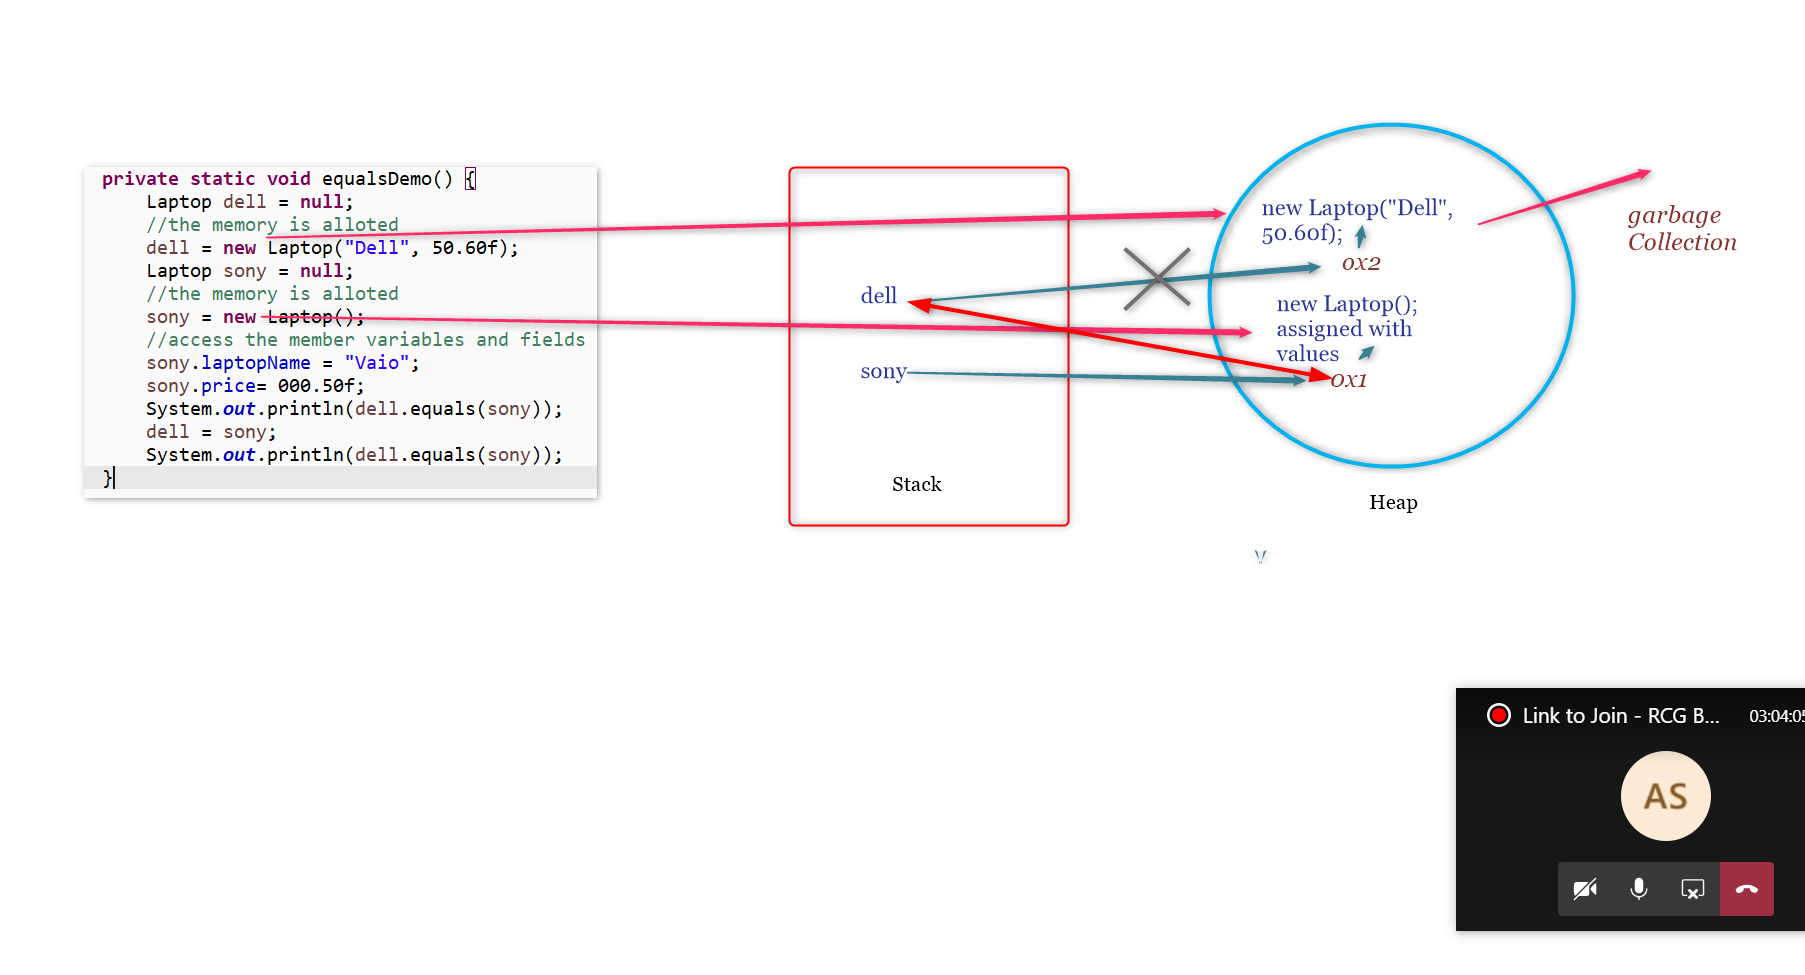 private static void equalsDemo() {
Laptop dell = null;
//the memory is alloted
dell = new Laptop("Dell", 50.60f);
Laptop sony = null;
//the memory is alloted
sony = new Laptop();
//access the member variables and fields
sony.laptopName = "Vaio";
sony.price= 000.50f;
System.out.println(dell.equals(sony));
dell = sony;
System.out.println(dell.equals(sony));
}
dell
sony
Stack
new Laptop("Dell",
50.60f);
0x2
new Laptop();
assigned with
values
0x1
Heap
garbage
Collection
Link to Join - RCG B...
03:04:05
AS